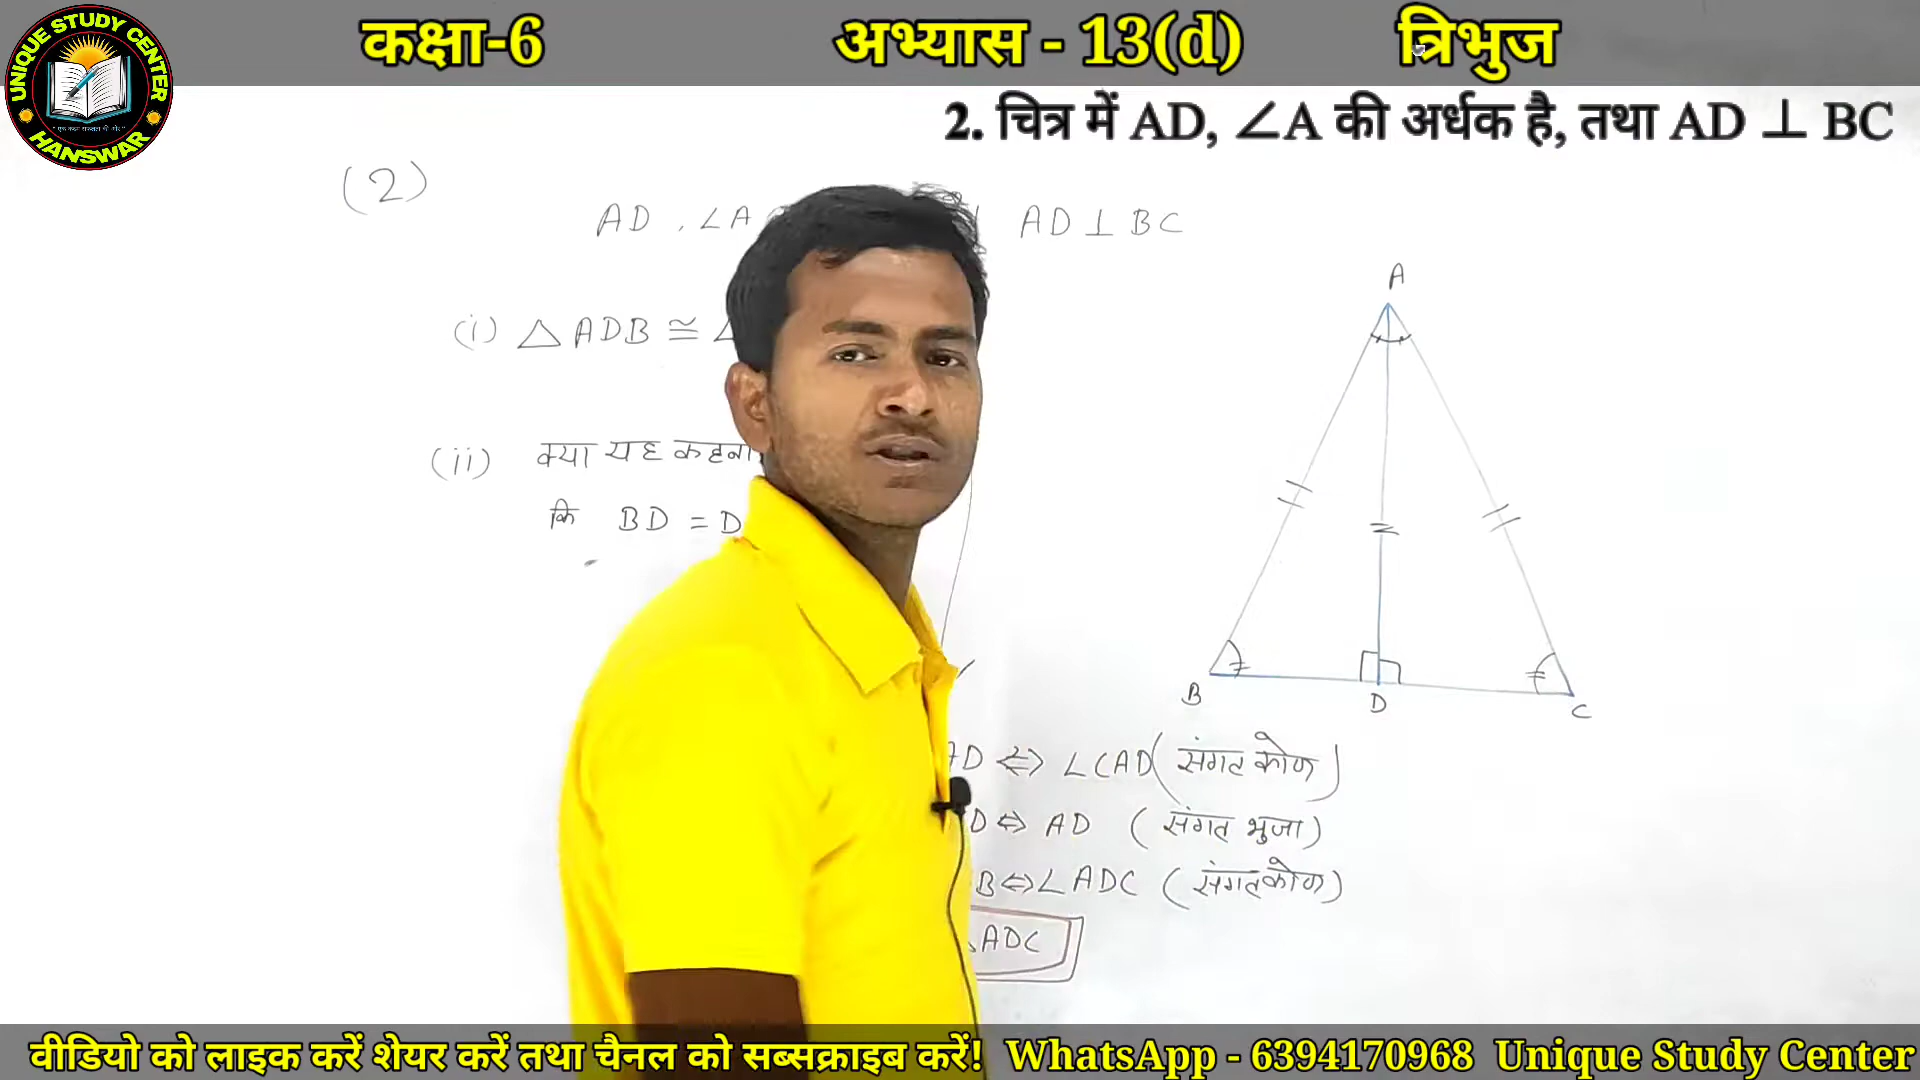 कक्षा-6 अभ्यास - 13(d) त्रिभुज
UNIQUE STUDY CENTER
HANSWAR
2. चित्र में AD, ∠A की अर्धक है, तथा AD ⊥ BC
(2)
AD , ∠A AD ⊥ BC
(i) △ ADB ≅
(ii) क्या यह कहना
कि BD = D
A
B D C
D ⇔ ∠CAD (संगत कोण)
D ⇔ AD (संगत भुजा)
B ⇔ ∠ADC (संगत कोण)
ADC
वीडियो को लाइक करें शेयर करें तथा चैनल को सब्सक्राइब करें! WhatsApp - 6394170968 Unique Study Center